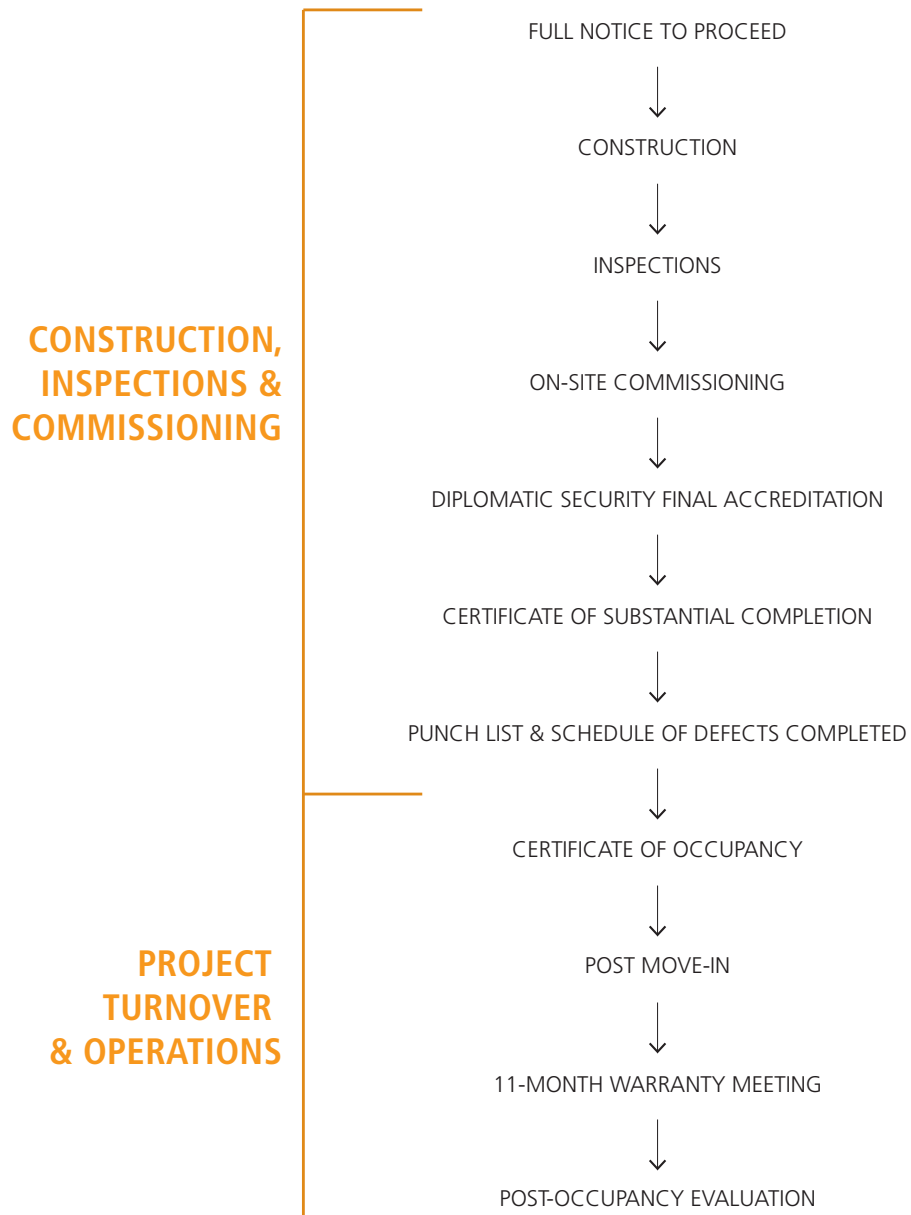 FULL NOTICE TO PROCEED
CONSTRUCTION
INSPECTIONS
CONSTRUCTION,
INSPECTIONS &
COMMISSIONING
ON-SITE COMMISSIONING
DIPLOMATIC SECURITY FINAL ACCREDITATION
CERTIFICATE OF SUBSTANTIAL COMPLETION
PUNCH LIST & SCHEDULE OF DEFECTS COMPLETED
CERTIFICATE OF OCCUPANCY
POST MOVE-IN
PROJECT
TURNOVER
& OPERATIONS
11-MONTH WARRANTY MEETING
POST-OCCUPANCY EVALUATION